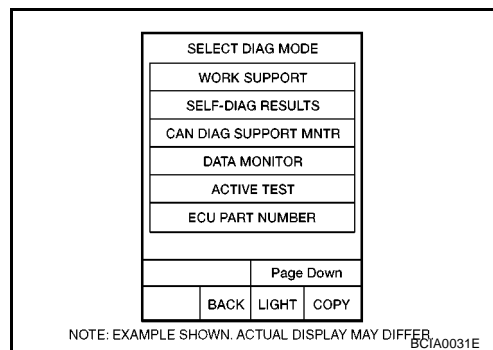 SELECT DIAG MODE
WORK SUPPORT
SELF-DIAG RESULTS
CAN DIAG SUPPORT MNTR
DATA MONITOR
ACTIVE TEST
ECU PART NUMBER
Page Down
BACK LIGHT COPY
NOTE: EXAMPLE SHOWN. ACTUAL DISPLAY MAY DIFFER.
BCIA0031E